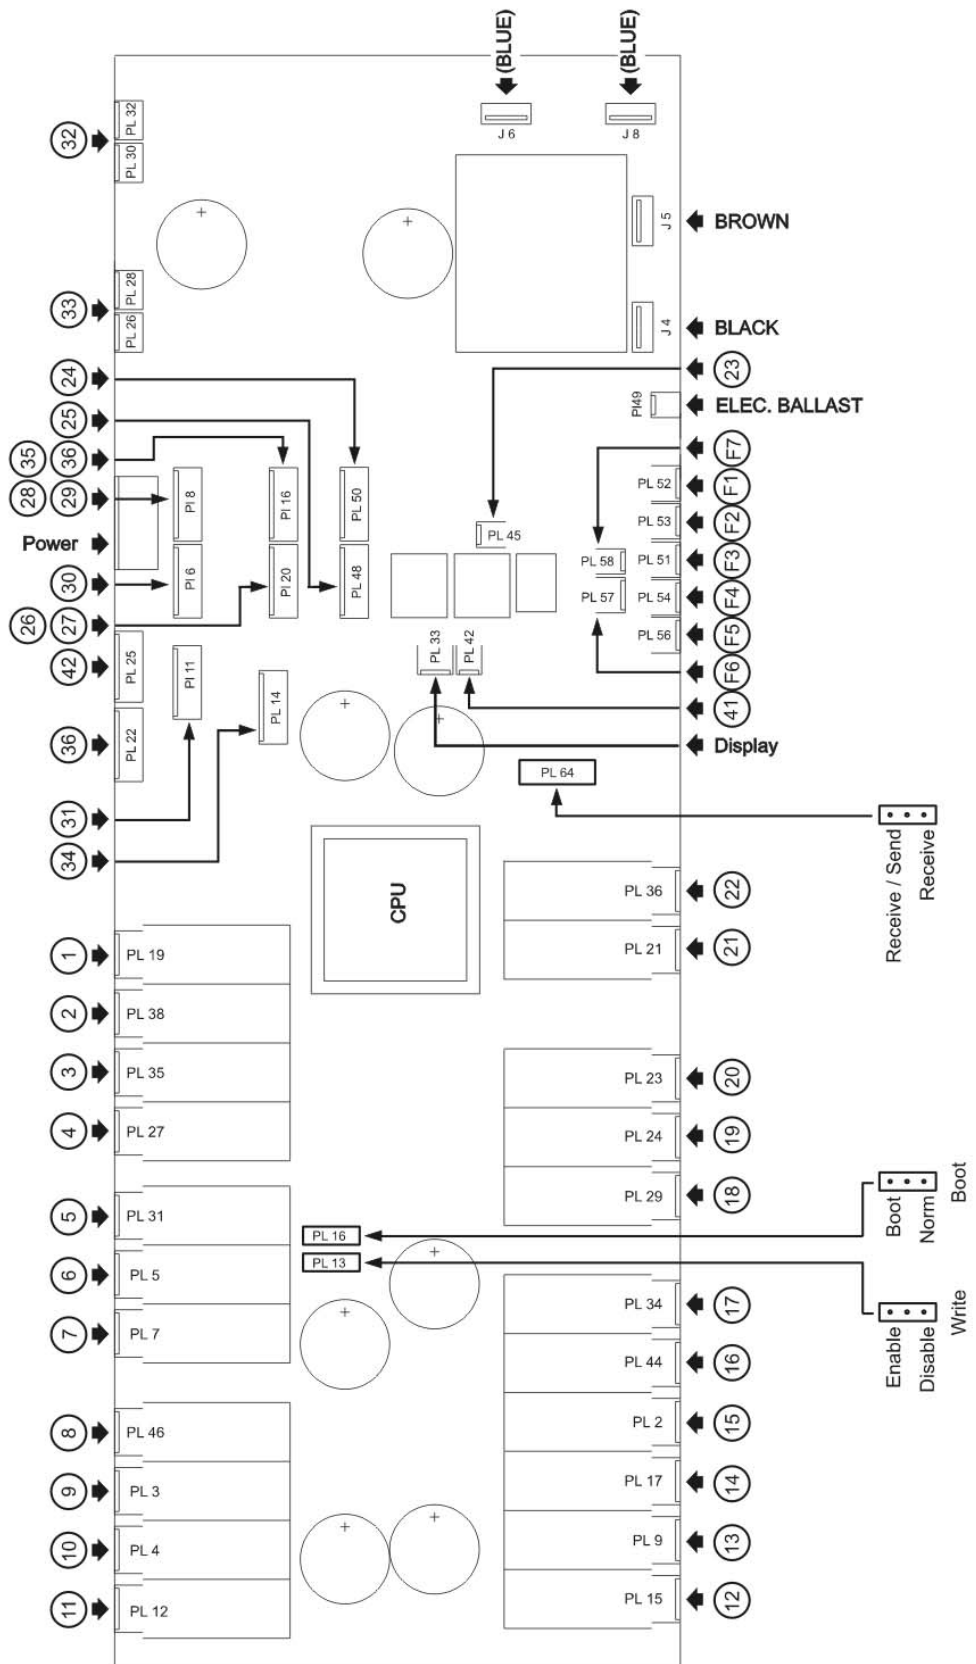 (BLUE)
(BLUE)
J 6
J 8
32
PL 32
PL 30
J 5
BROWN
33
PL 28
PL 26
J 4
BLACK
24
23
25
PI49
ELEC. BALLAST
35
36
28
29
PI 8
PI 16
PL 50
PL 45
F7
PL 52
F1
PL 53
F2
Power
30
PI 6
PI 20
PL 48
PL 58
PL 51
F3
PL 57
PL 54
F4
26
27
PL 56
F5
42
PL 25
PI 11
PL 33
PL 42
F6
PL 14
41
36
PL 22
Display
PL 64
31
34
Receive / Send
Receive
CPU
PL 36
22
1
PL 19
PL 21
21
2
PL 38
3
PL 35
PL 23
20
4
PL 27
PL 24
19
5
PL 31
PL 29
18
PL 16
Boot
Norm
Boot
6
PL 5
PL 13
7
PL 7
PL 34
17
Enable
Disable
Write
PL 44
16
8
PL 46
PL 2
15
9
PL 3
PL 17
14
10
PL 4
PL 9
13
11
PL 12
PL 15
12